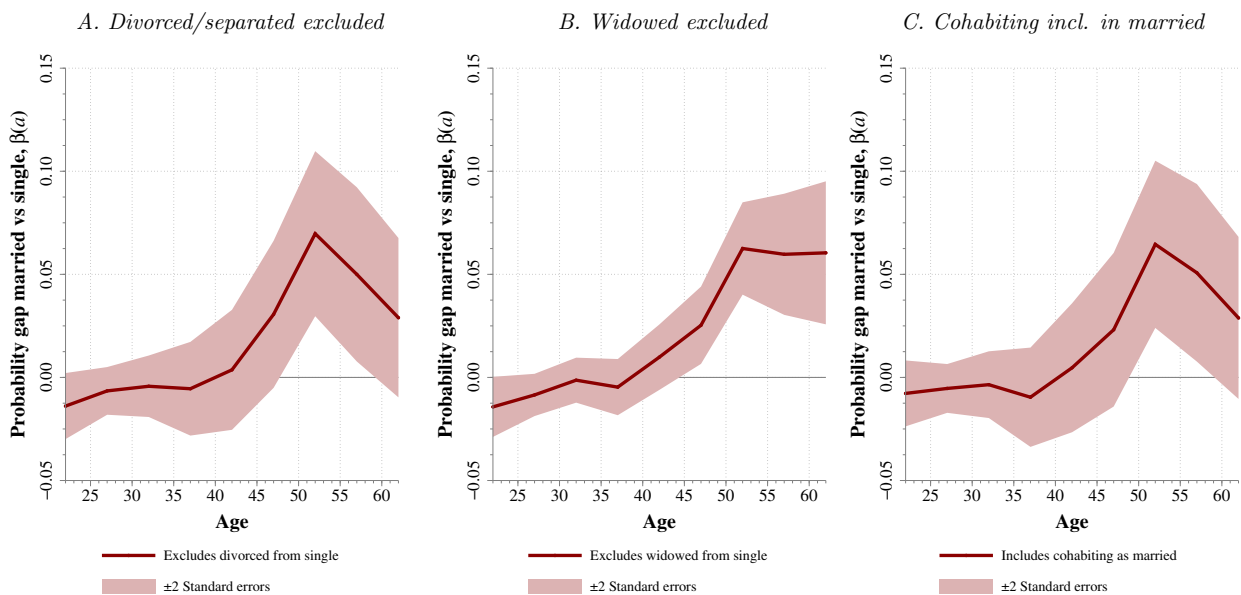 A. Divorced/separated excluded
Probability gap married vs single, β(a)
0.15
0.10
0.05
0.00
−0.05
25 30 35 40 45 50 55 60
Age
Excludes divorced from single
±2 Standard errors
B. Widowed excluded
Probability gap married vs single, β(a)
0.15
0.10
0.05
0.00
−0.05
25 30 35 40 45 50 55 60
Age
Excludes widowed from single
±2 Standard errors
C. Cohabiting incl. in married
Probability gap married vs single, β(a)
0.15
0.10
0.05
0.00
−0.05
25 30 35 40 45 50 55 60
Age
Includes cohabiting as married
±2 Standard errors